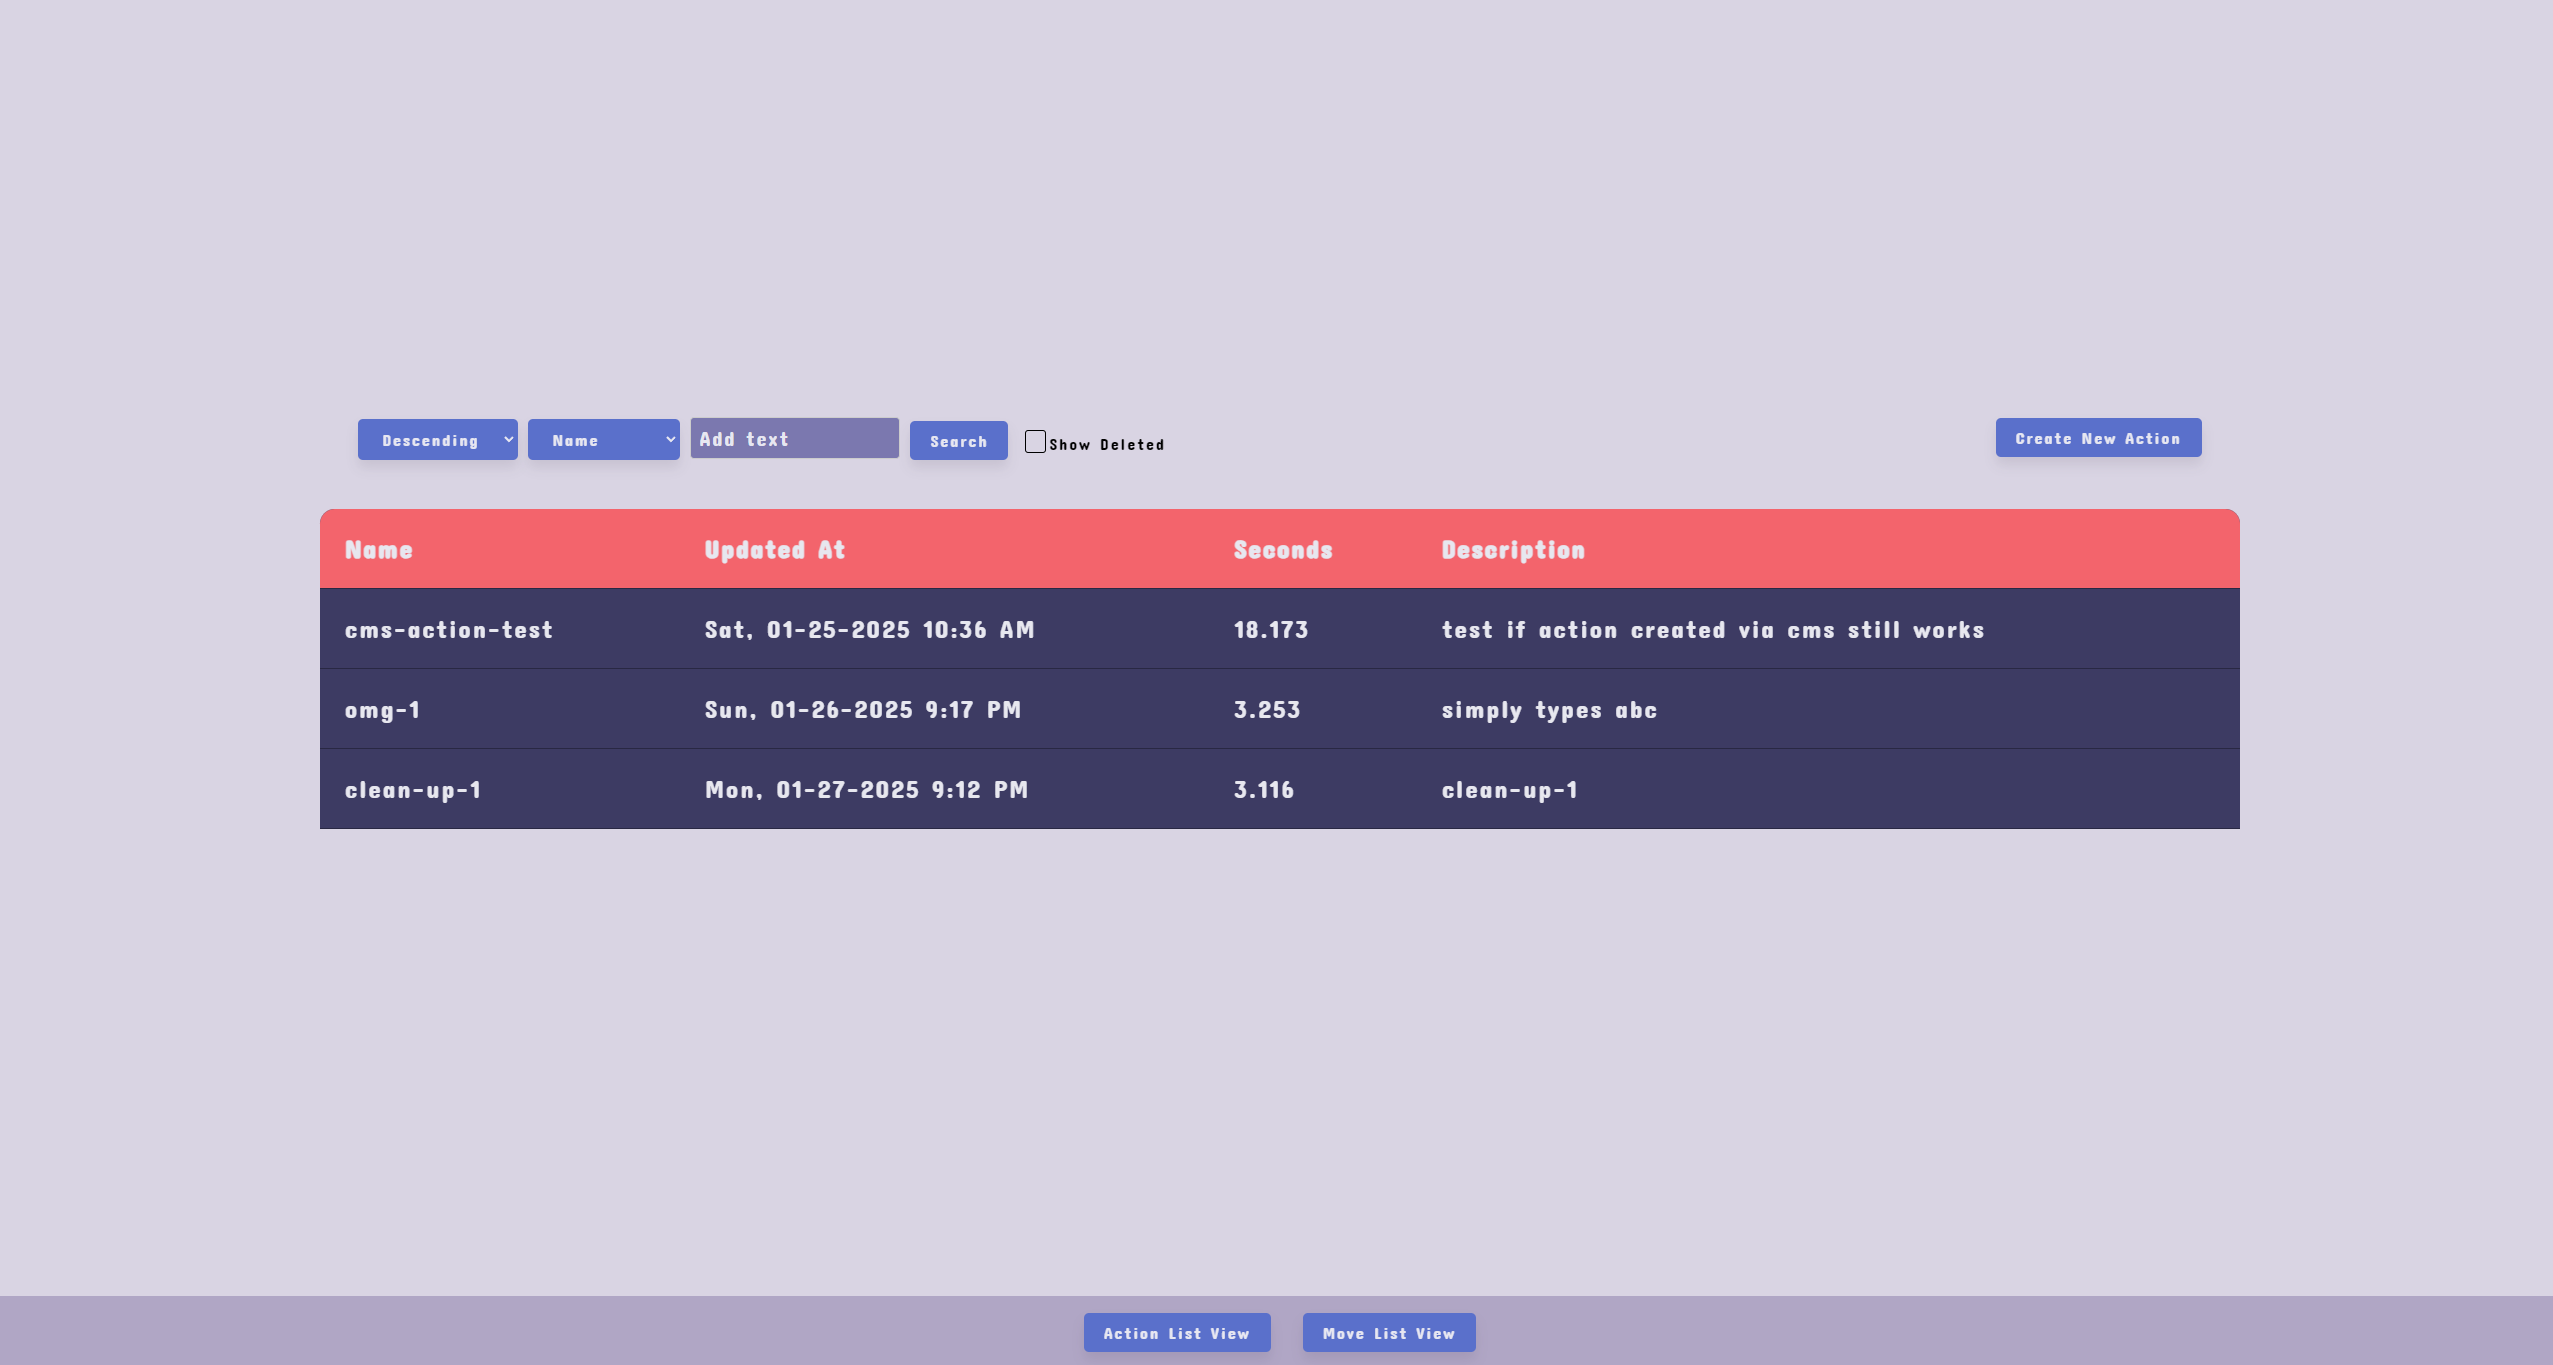 Descending Name Add text Search Show Deleted Create New Action
Name Updated At Seconds Description
cms-action-test Sat, 01-25-2025 10:36 AM 18.173 test if action created via cms still works
omg-1 Sun, 01-26-2025 9:17 PM 3.253 simply types abc
clean-up-1 Mon, 01-27-2025 9:12 PM 3.116 clean-up-1
Action List View Move List View